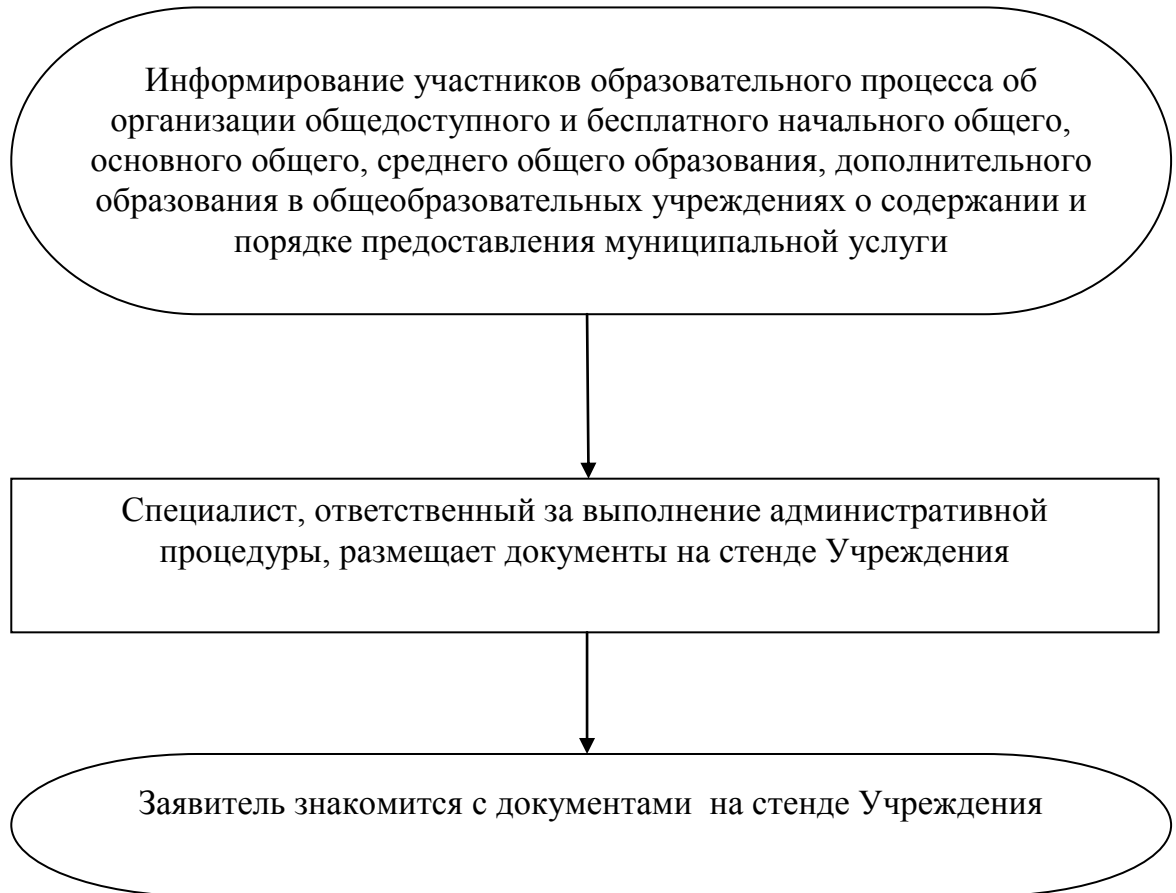 Информирование участников образовательного процесса об
организации общедоступного и бесплатного начального общего,
основного общего, среднего общего образования, дополнительного
образования в общеобразовательных учреждениях о содержании и
порядке предоставления муниципальной услуги
Специалист, ответственный за выполнение административной
процедуры, размещает документы на стенде Учреждения
Заявитель знакомится с документами  на стенде Учреждения